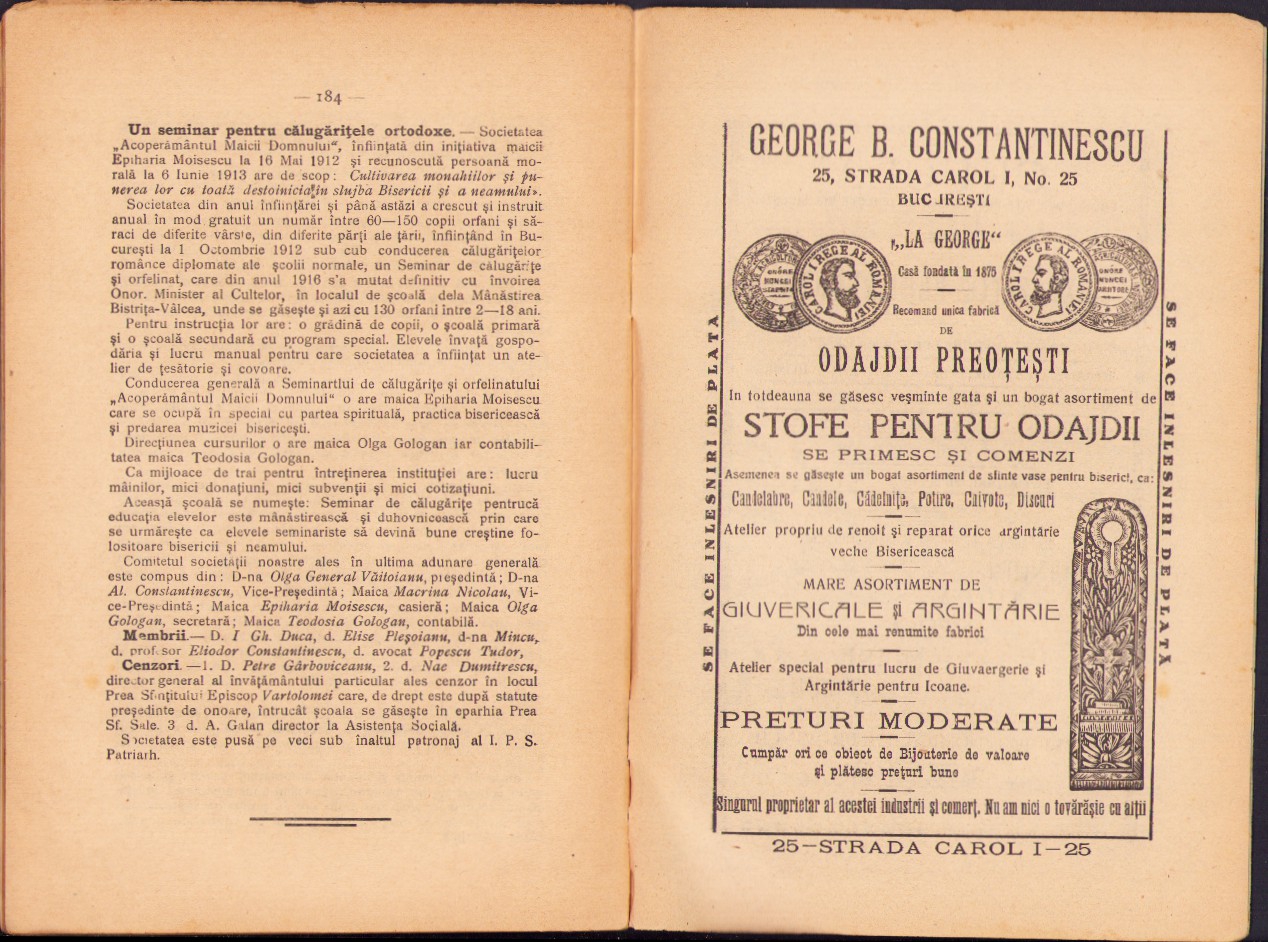 — 184 —
Un seminar pentru călugărițele ortodoxe. — Societatea
„Acoperământul Maicii Domnului“, înființată din inițiativa maicii
Epiharia Moisescu la 16 Mai 1912 și recunoscută persoană mo-
rală la 6 Iunie 1913 are de scop: Cultivarea monahiilor și pu-
nerea lor cu toată destoinicia în slujba Bisericii și a neamului».
Societatea din anul înființărei și până astăzi a crescut și instruit
anual în mod gratuit un număr între 60—150 copii orfani și să-
raci de diferite vârste, din diferite părți ale țării, înființând în Bu-
curești la 1 Octombrie 1912 sub cub conducerea călugărițelor
românce diplomate ale școlii normale, un Seminar de călugărițe
și orfelinat, care din anul 1916 s'a mutat definitiv cu învoirea
Onor. Minister al Cultelor, în localul de școală dela Mânăstirea
Bistrița-Vâlcea, unde se găsește și azi cu 130 orfani între 2—18 ani.
Pentru instrucția lor are: o grădină de copii, o școală primară
și o școală secundară cu program special. Elevele învață gospo-
dăria și lucru manual pentru care societatea a înființat un ate-
lier de țesătorie și covoare.
Conducerea generală a Seminartlui de călugărițe și orfelinatului
„Acoperământul Maicii Domnului“ o are maica Epiharia Moisescu
care se ocupă în special cu partea spirituală, practica bisericească
și predarea muzicei bisericești.
Direcțiunea cursurilor o are maica Olga Gologan iar contabili-
tatea maica Teodosia Gologan.
Ca mijloace de trai pentru întreținerea instituției are: lucru
mâinilor, mici donațiuni, mici subvenții și mici cotizațiuni.
Această școală se numește: Seminar de călugărițe pentrucă
educația elevelor este mânăstirească și duhovnicească prin care
se urmărește ca elevele seminariste să devină bune creștine fo-
lositoare bisericii și neamului.
Comitetul societății noastre ales în ultima adunare generală
este compus din: D-na Olga General Văitoianu, președintă; D-na
Al. Constantinescu, Vice-Președintă; Maica Macrina Nicolau, Vi-
ce-Președintă; Maica Epiharia Moisescu, casieră; Maica Olga
Gologan, secretară; Maica Teodosia Gologan, contabilă.
Membrii.— D. I Gh. Duca, d. Elise Pleșoianu, d-na Mincu,
d. profesor Eliodor Constantinescu, d. avocat Popescu Tudor,
Cenzori. —1. D. Petre Gârboviceanu, 2. d. Nae Dumitrescu,
director general al învățământului particular ales cenzor în locul
Prea Sfințitului Episcop Vartolomei care, de drept este după statute
președinte de onoare, întrucât școala se găsește în eparhia Prea
Sf. Sale. 3 d. A. Galan director la Asistența Socială.
Societatea este pusă pe veci sub înaltul patronaj al I. P. S.
Patriarh.
GEORGE B. CONSTANTINESCU
25, STRADA CAROL I, No. 25
BUCUREȘTI
„LA GEORGE“
Casă fondată în 1875
CAROL I REGE AL ROMANIEI
CAROL I REGE AL ROMANIEI
Recomand unica fabrică
DE
ODAJDII PREOȚEȘTI
In totdeauna se găsesc veșminte gata și un bogat asortiment de
STOFE PENTRU ODAJDII
SE PRIMESC ȘI COMENZI
Asemenea se găsește un bogat asortiment de sfinte vase pentru biserici, ca:
Candelabre, Candele, Cădelnițe, Potire, Chivote, Discuri
Atelier propriu de renoit și reparat orice argintărie
veche Bisericească
MARE ASORTIMENT DE
GIUVERICALE și ARGINTĂRIE
Din cele mai renumite fabrici
Atelier special pentru lucru de Giuvaergerie și
Argintărie pentru Icoane.
PRETURI MODERATE
Cumpăr ori ce obiect de Bijouterie de valoare
și plătesc prețuri bune
Singurul proprietar al acestei industrii și comerț. Nu am nici o tovărășie cu alții
25—STRADA CAROL I—25
SE FACE INLESNIRI DE PLATA
SE FACE INLESNIRI DE PLATĂ